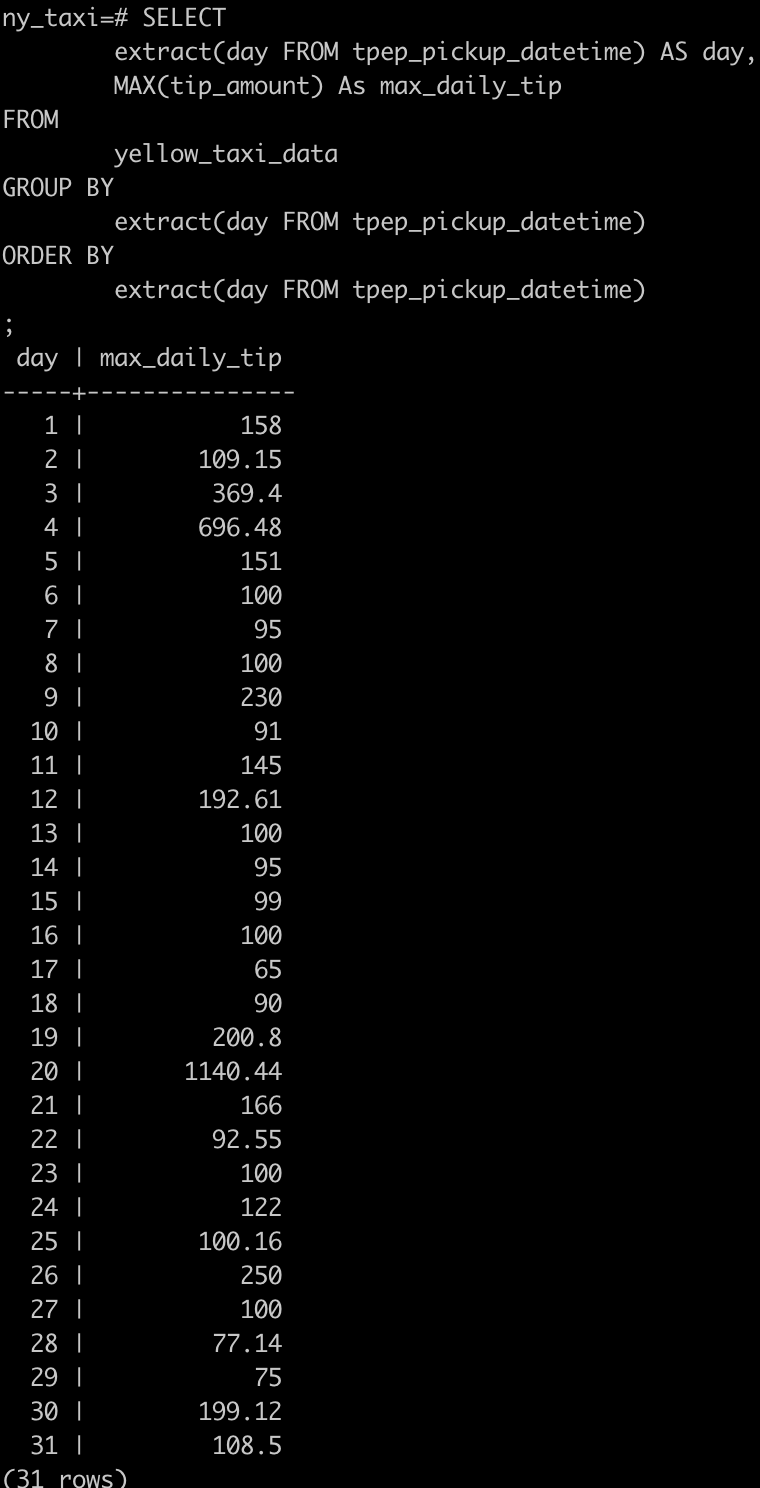 ny_taxi=# SELECT
        extract(day FROM tpep_pickup_datetime) AS day,
        MAX(tip_amount) As max_daily_tip
FROM
        yellow_taxi_data
GROUP BY
        extract(day FROM tpep_pickup_datetime)
ORDER BY
        extract(day FROM tpep_pickup_datetime)
;
 day | max_daily_tip
-----+---------------
   1 |           158
   2 |        109.15
   3 |         369.4
   4 |        696.48
   5 |           151
   6 |           100
   7 |            95
   8 |           100
   9 |           230
  10 |            91
  11 |           145
  12 |        192.61
  13 |           100
  14 |            95
  15 |            99
  16 |           100
  17 |            65
  18 |            90
  19 |         200.8
  20 |       1140.44
  21 |           166
  22 |         92.55
  23 |           100
  24 |           122
  25 |        100.16
  26 |           250
  27 |           100
  28 |         77.14
  29 |            75
  30 |        199.12
  31 |         108.5
(31 rows)